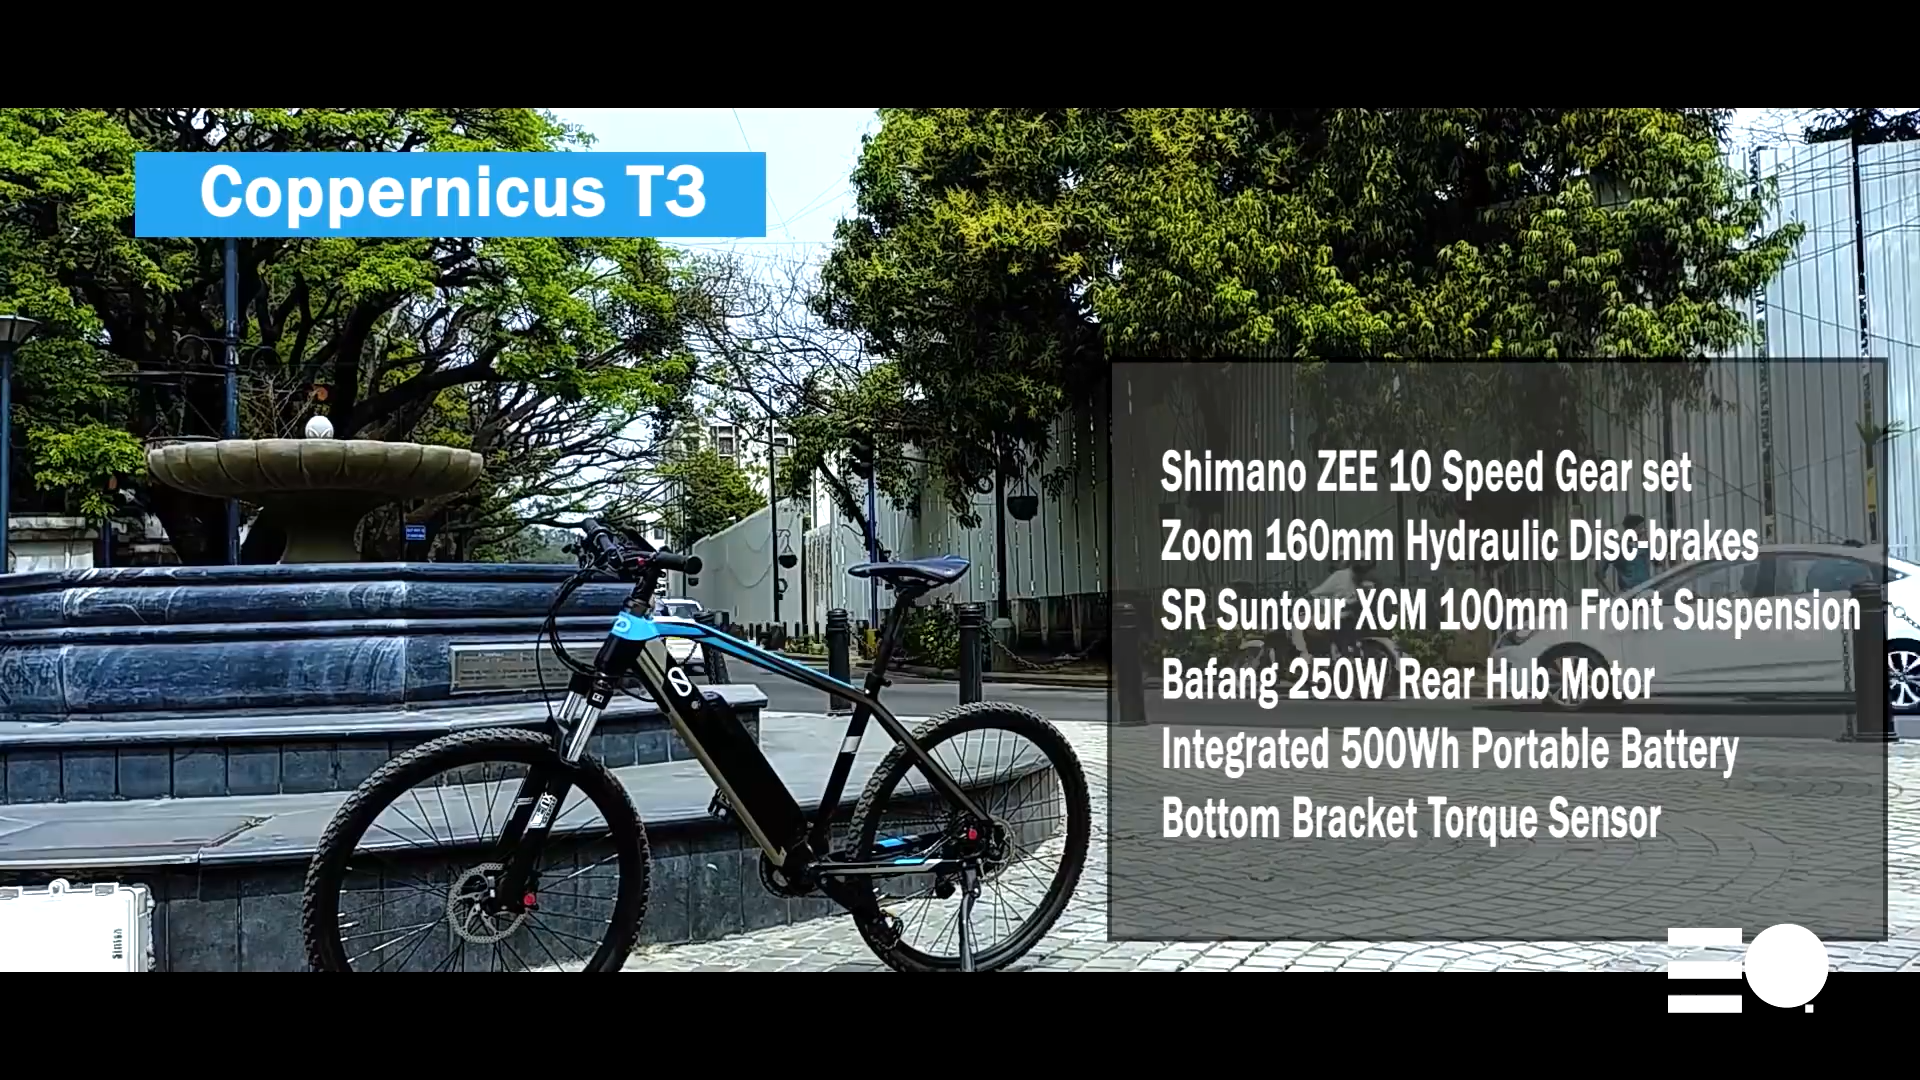 Coppernicus T3
Shimano ZEE 10 Speed Gear set
Zoom 160mm Hydraulic Disc-brakes
SR Suntour XCM 100mm Front Suspension
Bafang 250W Rear Hub Motor
Integrated 500Wh Portable Battery
Bottom Bracket Torque Sensor